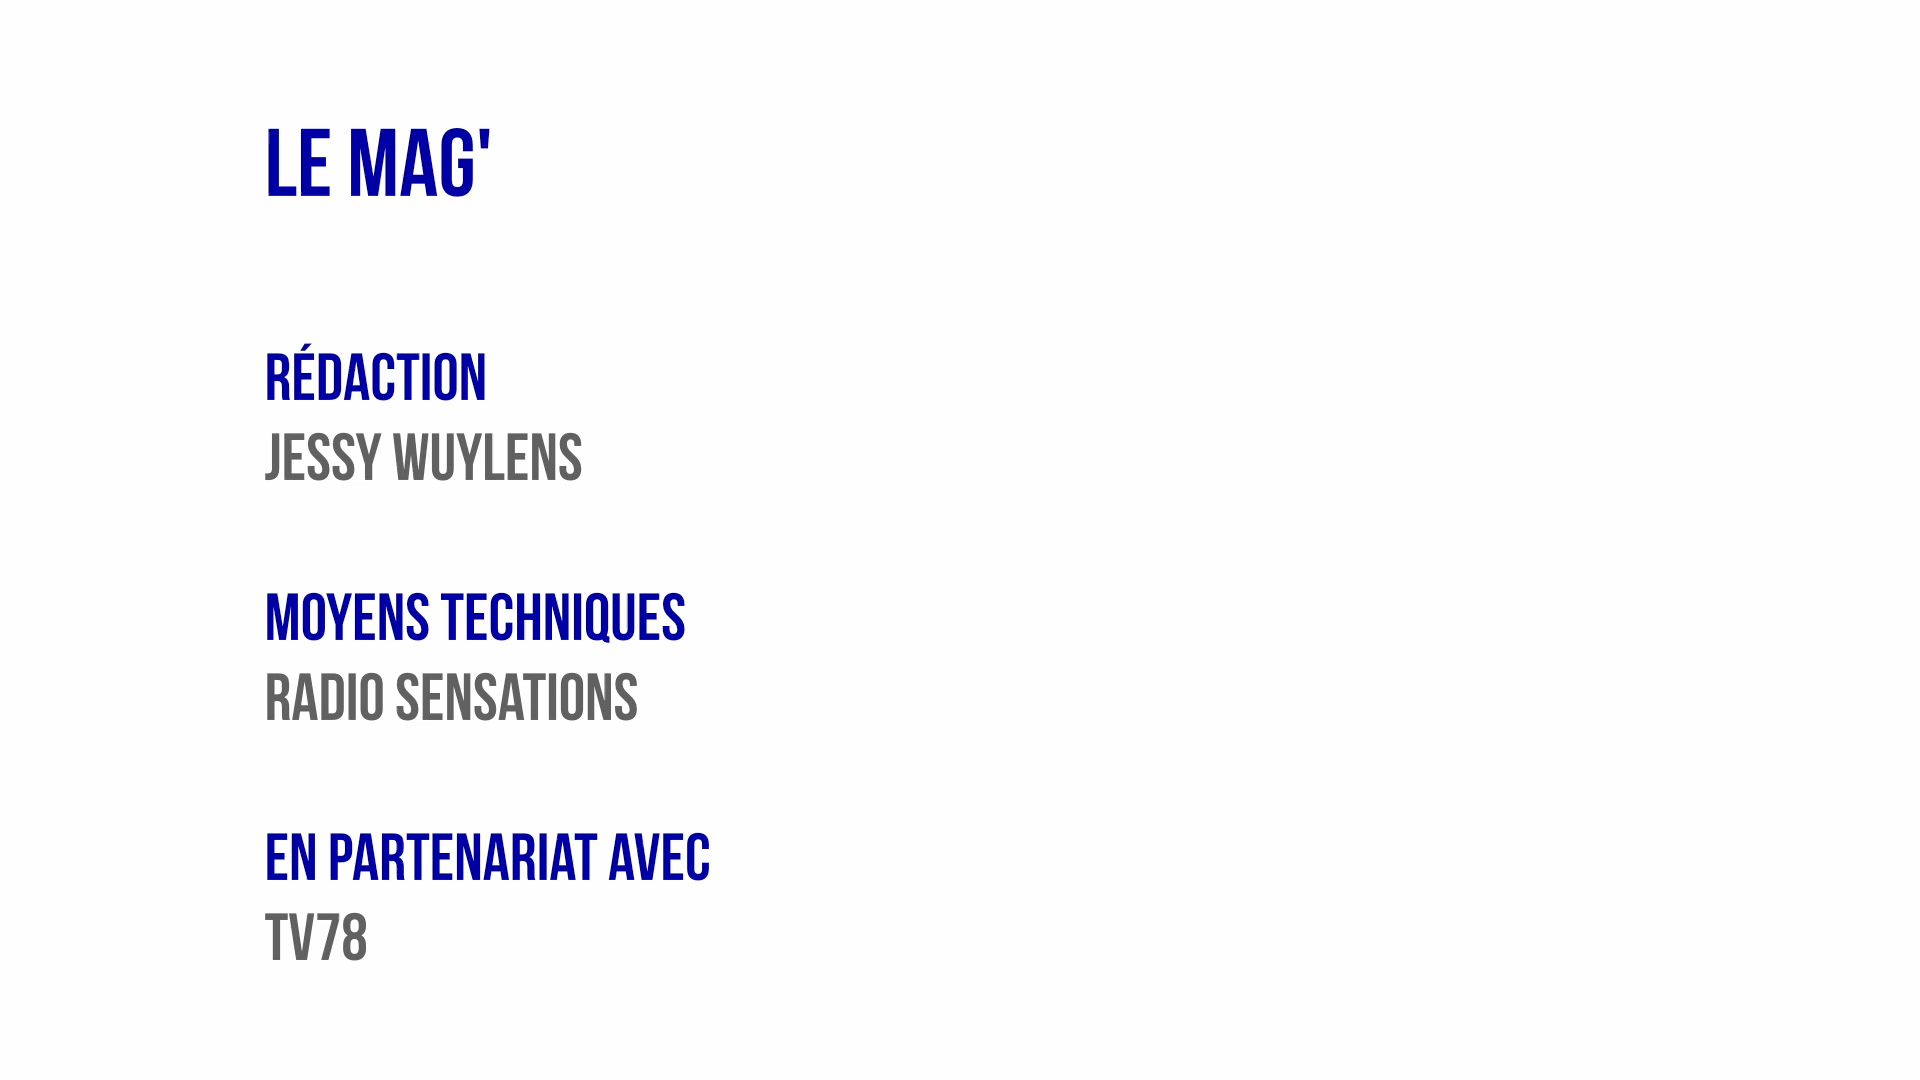 LE MAG'
RÉDACTION
JESSY WUYLENS
MOYENS TECHNIQUES
RADIO SENSATIONS
EN PARTENARIAT AVEC
TV78